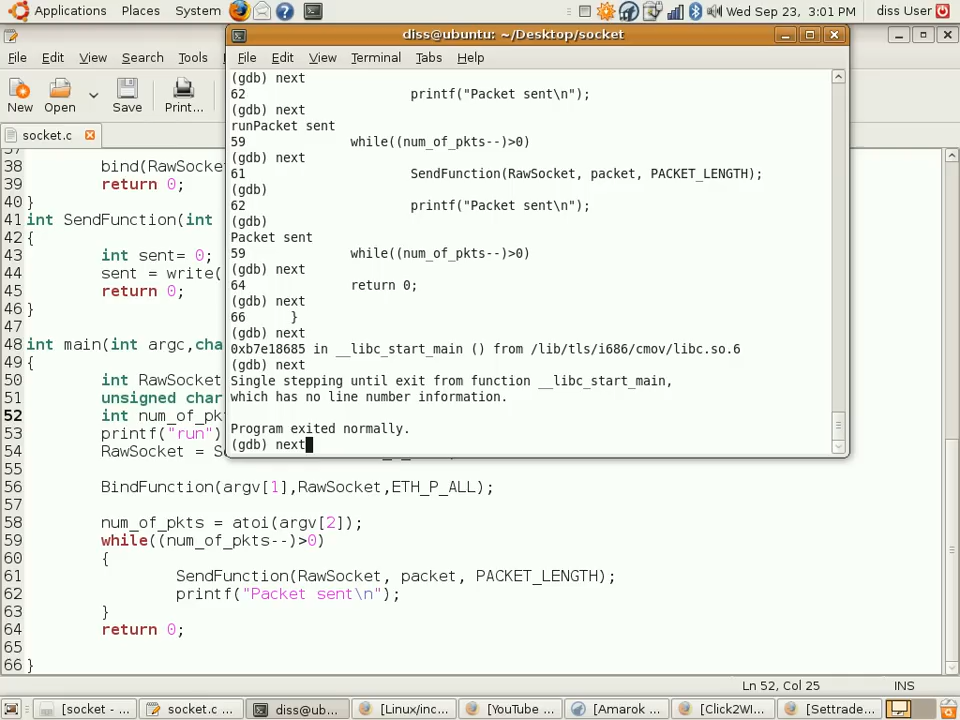 Applications Places System Wed Sep 23, 3:01 PM diss User
diss@ubuntu: ~/Desktop/socket
File Edit View Search Tools
File Edit View Terminal Tabs Help
New Open Save Print...
socket.c
(gdb) next
62 printf("Packet sent\n");
(gdb) next
runPacket sent
59 while((num_of_pkts--)>0)
(gdb) next
61 SendFunction(RawSocket, packet, PACKET_LENGTH);
(gdb)
62 printf("Packet sent\n");
(gdb)
Packet sent
59 while((num_of_pkts--)>0)
(gdb) next
64 return 0;
(gdb) next
66 }
(gdb) next
0xb7e18685 in __libc_start_main () from /lib/tls/i686/cmov/libc.so.6
(gdb) next
Single stepping until exit from function __libc_start_main,
which has no line number information.
Program exited normally.
(gdb) next
37
38 bind(RawSocke
39 return 0;
40 }
41 int SendFunction(int
42 {
43 int sent= 0;
44 sent = write(
45 return 0;
46 }
47
48 int main(int argc,cha
49 {
50 int RawSocket
51 unsigned char
52 int num_of_pk
53 printf("run")
54 RawSocket = S
55
56 BindFunction(argv[1],RawSocket,ETH_P_ALL);
57
58 num_of_pkts = atoi(argv[2]);
59 while((num_of_pkts--)>0)
60 {
61 SendFunction(RawSocket, packet, PACKET_LENGTH);
62 printf("Packet sent\n");
63 }
64 return 0;
65
66 }
Ln 52, Col 25 INS
[socket - ... socket.c ... diss@ub... [Linux/inc... [YouTube ... [Amarok ... [Click2WI... [Settrade...